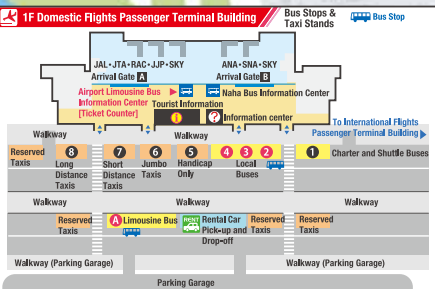 1F Domestic Flights Passenger Terminal Building
Bus Stops &
Taxi Stands
Bus Stop
JAL・JTA・RAC・JJP・SKY
Arrival Gate A
ANA・SNA・SKY
Arrival Gate B
Airport Limousine Bus
Information Center
[Ticket Counter]
Naha Bus Information Center
Tourist Information
i
? Information center
To International Flights
Passenger Terminal Building
Walkway
Walkway
Reserved
Taxis
8
Long
Distance
Taxis
7
Short
Distance
Taxis
6
Jumbo
Taxis
5
Handicap
Only
4 3 2
Local
Buses
1
Charter and Shuttle Buses
Walkway
Walkway
Walkway
Reserved
Taxis
A Limousine Bus
RENT
Rental Car
Pick-up and
Drop-off
Reserved
Taxis
Reserved
Taxis
Walkway (Parking Garage)
Walkway (Parking Garage)
Parking Garage